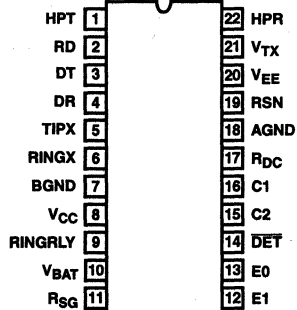 HPT 1 22 HPR
RD 2 21 VTX
DT 3 20 VEE
DR 4 19 RSN
TIPX 5 18 AGND
RINGX 6 17 RDC
BGND 7 16 C1
VCC 8 15 C2
RINGRLY 9 14 D̅E̅T̅
VBAT 10 13 E0
RSG 11 12 E1